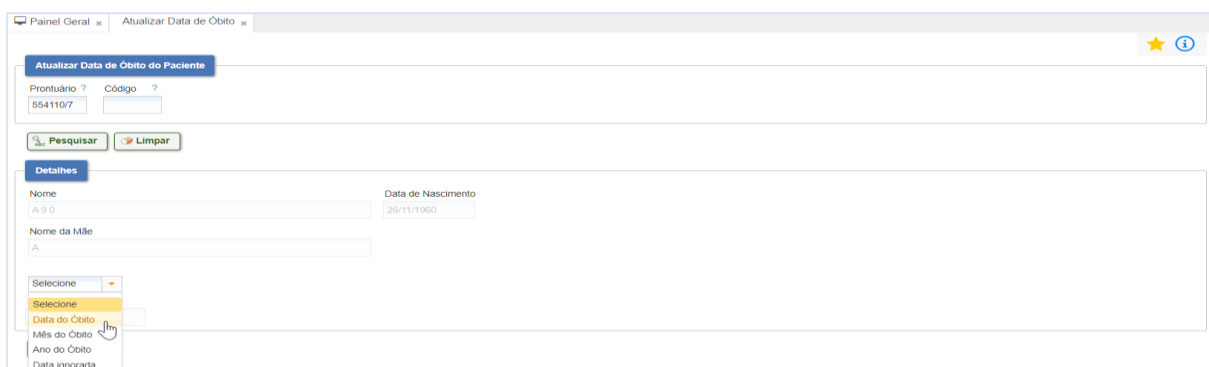 Painel Geral Atualizar Data de Óbito
Atualizar Data de Óbito do Paciente
Prontuário ? Código ?
554110/7
Pesquisar Limpar
Detalhes
Nome Data de Nascimento
A 9 0 26/11/1960
Nome da Mãe
A
Selecione
Selecione
Data do Óbito
Mês do Óbito
Ano do Óbito
Data ignorada